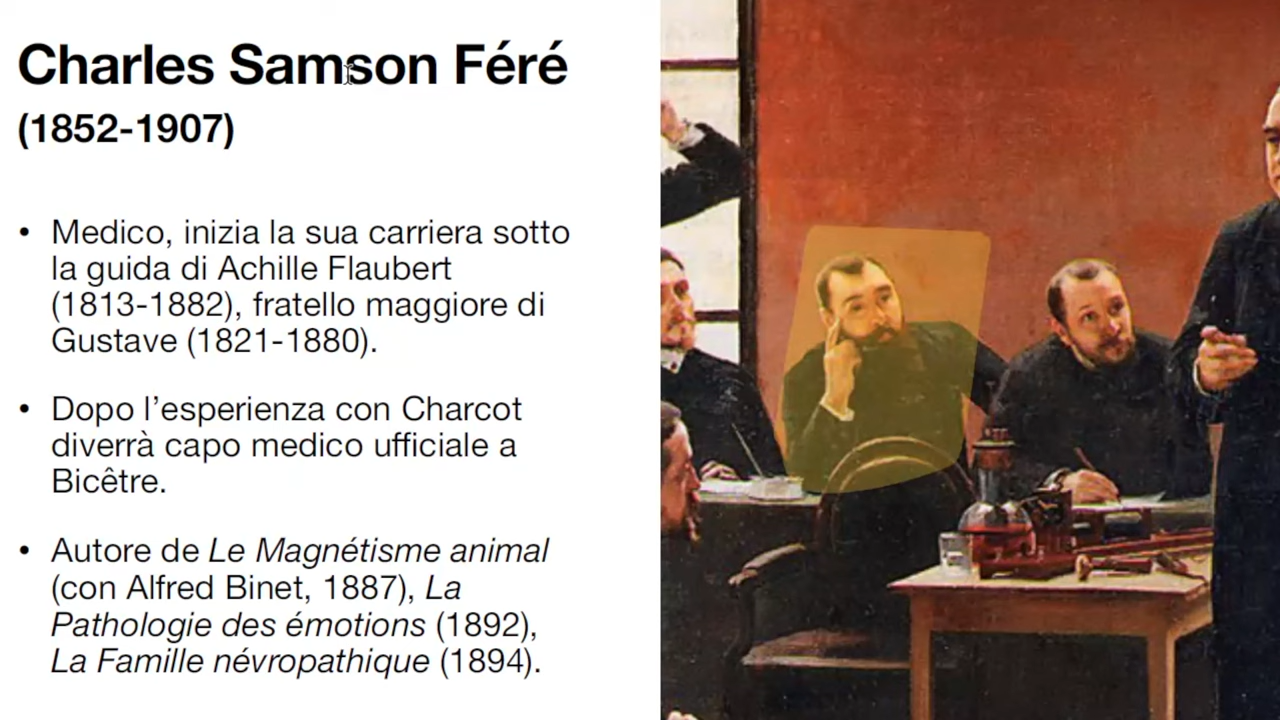 Charles Samson Féré
(1852-1907)
• Medico, inizia la sua carriera sotto
la guida di Achille Flaubert
(1813-1882), fratello maggiore di
Gustave (1821-1880).
• Dopo l’esperienza con Charcot
diverrà capo medico ufficiale a
Bicêtre.
• Autore de Le Magnétisme animal
(con Alfred Binet, 1887), La
Pathologie des émotions (1892),
La Famille névropathique (1894).